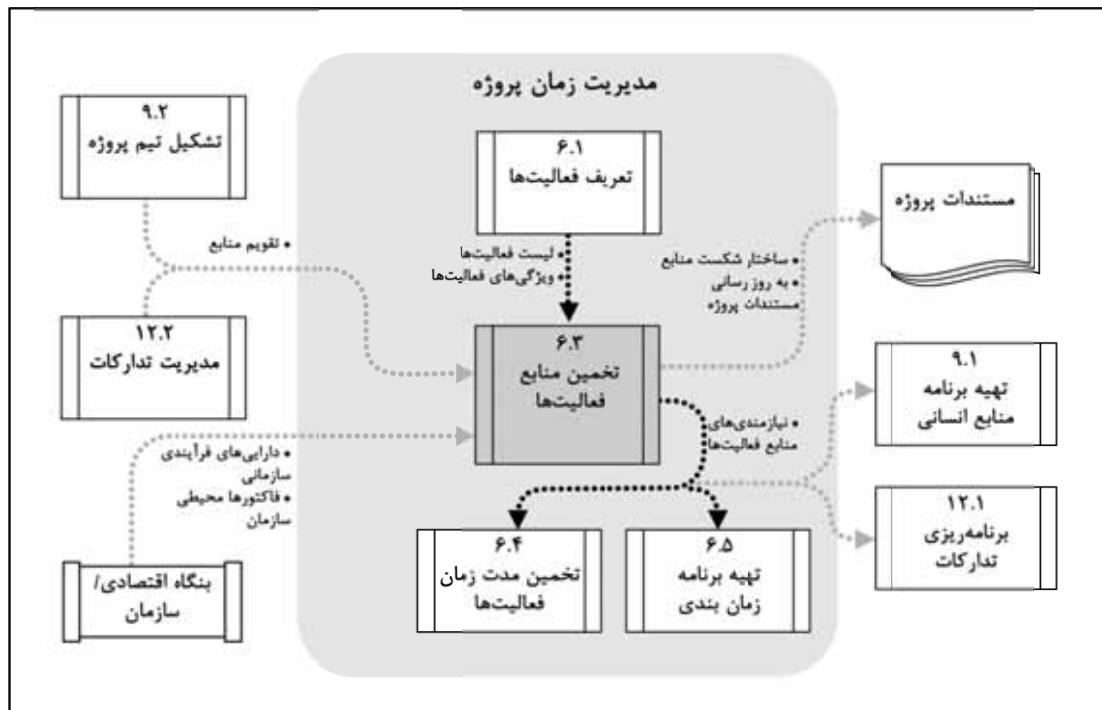 مدیریت زمان پروژه
۹.۲
تشکیل تیم پروژه
۶.۱
تعریف فعالیت‌ها
مستندات پروژه
• تقویم منابع
• لیست فعالیت‌ها
• ویژگی‌های فعالیت‌ها
• ساختار شکست منابع
• به روز رسانی
مستندات پروژه
۱۲.۲
مدیریت تدارکات
۶.۳
تخمین منابع
فعالیت‌ها
۹.۱
تهیه برنامه
منابع انسانی
• نیازمندی‌های
منابع فعالیت‌ها
• دارایی‌های فرآیندی
سازمانی
• فاکتورها محیطی
سازمان
۱۲.۱
برنامه‌ریزی
تدارکات
۶.۴
تخمین مدت زمان
فعالیت‌ها
۶.۵
تهیه برنامه
زمان بندی
بنگاه اقتصادی/
سازمان